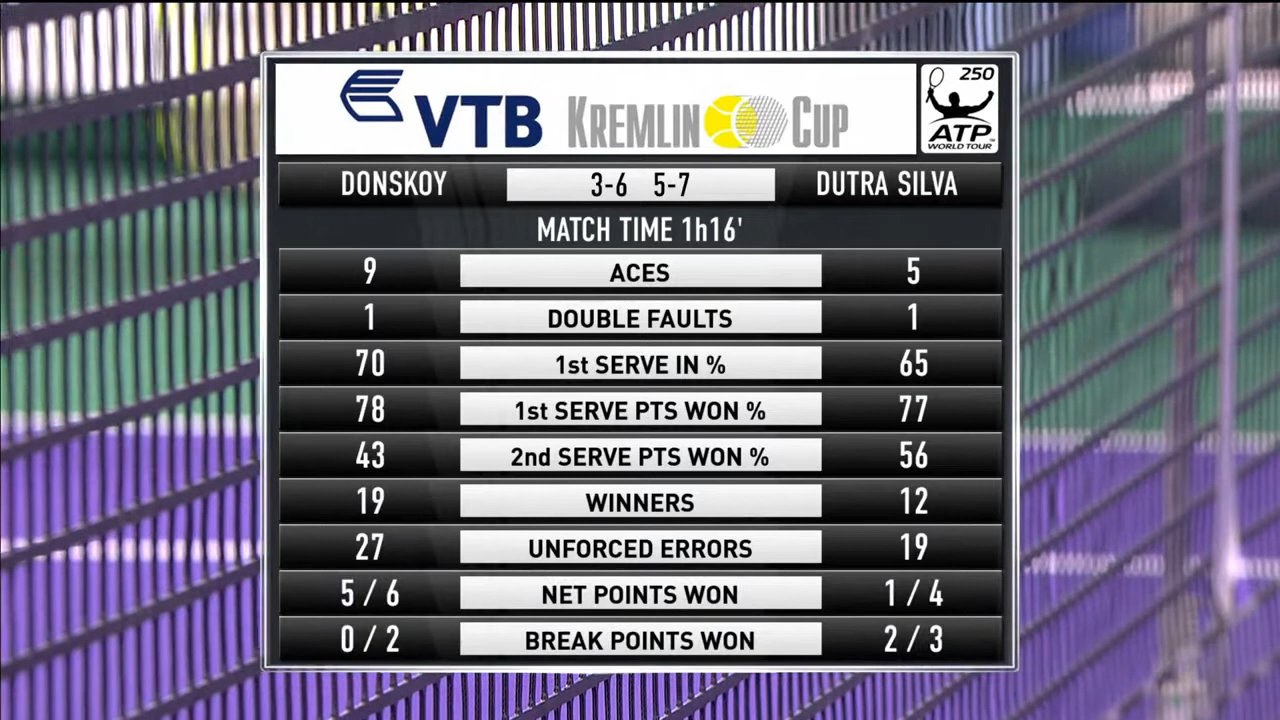 VTB KREMLIN CUP
250
ATP
WORLD TOUR
DONSKOY 3-6 5-7 DUTRA SILVA
MATCH TIME 1h16'
9 ACES 5
1 DOUBLE FAULTS 1
70 1st SERVE IN % 65
78 1st SERVE PTS WON % 77
43 2nd SERVE PTS WON % 56
19 WINNERS 12
27 UNFORCED ERRORS 19
5 / 6 NET POINTS WON 1 / 4
0 / 2 BREAK POINTS WON 2 / 3